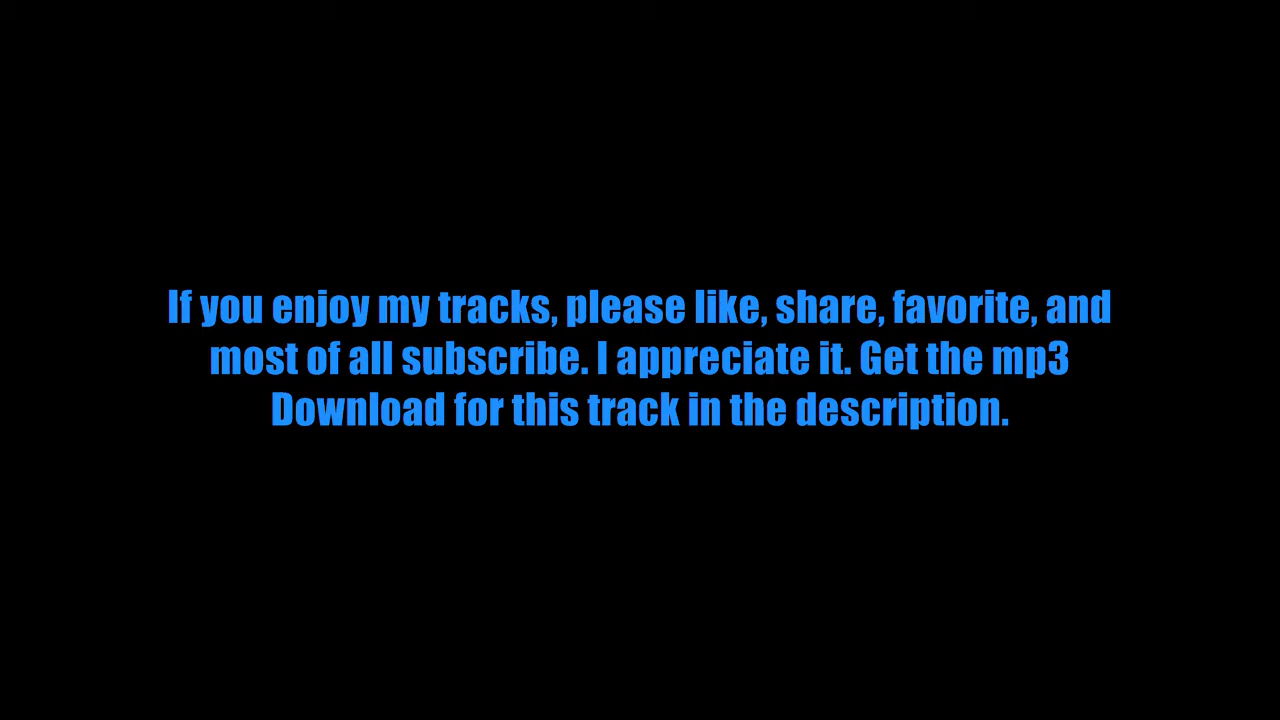 If you enjoy my tracks, please like, share, favorite, and
most of all subscribe. I appreciate it. Get the mp3
Download for this track in the description.